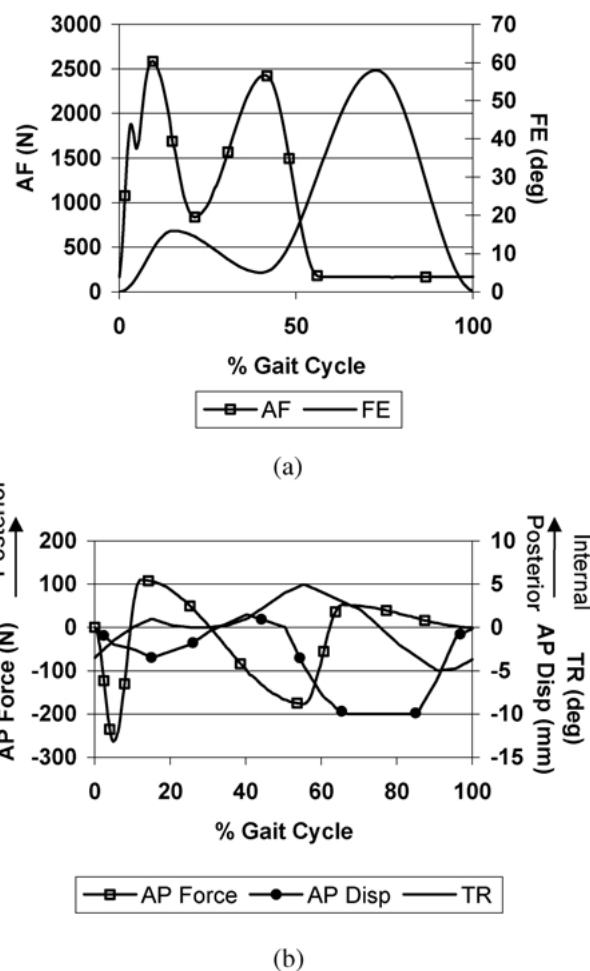 3000 70
2500 60
2000 50
1500 40
1000 30
500 20
0 10
0
AF (N)
FE (deg)
0 50 100
% Gait Cycle
AF FE
(a)
Posterior
Posterior
Internal
200 10
100 5
0 0
-100 -5
-200 -10
-300 -15
AP Force (N)
AP Disp (mm)
TR (deg)
0 20 40 60 80 100
% Gait Cycle
AP Force AP Disp TR
(b)